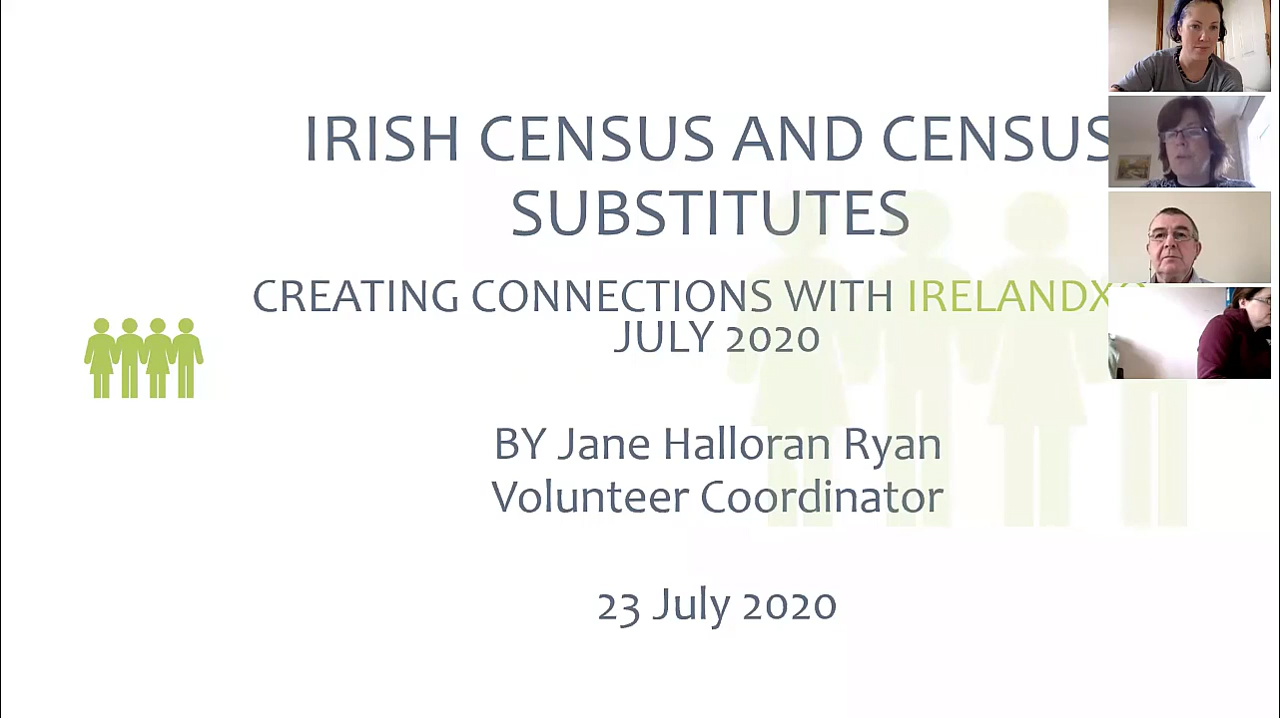 IRISH CENSUS AND CENSUS
SUBSTITUTES
CREATING CONNECTIONS WITH IRELANDX
JULY 2020
BY Jane Halloran Ryan
Volunteer Coordinator
23 July 2020